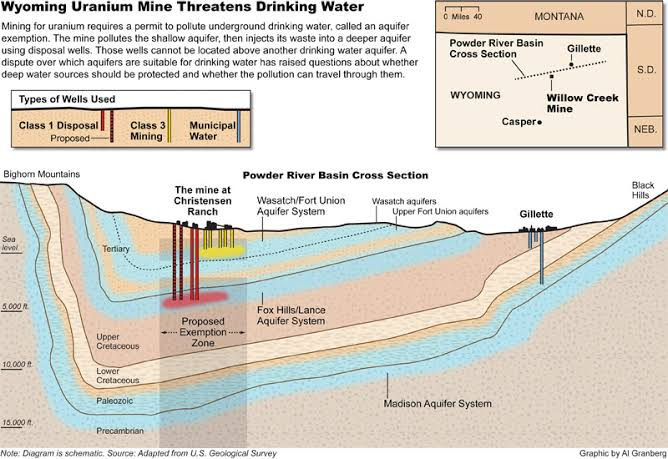 Wyoming Uranium Mine Threatens Drinking Water
Mining for uranium requires a permit to pollute underground drinking water, called an aquifer
exemption. The mine pollutes the shallow aquifer, then injects its waste into a deeper aquifer
using disposal wells. Those wells cannot be located above another drinking water aquifer. A
dispute over which aquifers are suitable for drinking water has raised questions about whether
deep water sources should be protected and whether the pollution can travel through them.
0 Miles 40
MONTANA
N.D.
Powder River Basin
Cross Section
Gillette
S.D.
WYOMING
Willow Creek
Mine
Casper
NEB.
Types of Wells Used
Class 1 Disposal
Proposed
Class 3
Mining
Municipal
Water
Bighorn Mountains
Powder River Basin Cross Section
Black
Hills
The mine at
Christensen
Ranch
Wasatch/Fort Union
Aquifer System
Wasatch aquifers
Upper Fort Union aquifers
Gillette
Sea
level
Tertiary
5,000 ft.
Fox Hills/Lance
Aquifer System
Proposed
Exemption
Zone
Upper
Cretaceous
10,000 ft.
Lower
Cretaceous
Paleozoic
Madison Aquifer System
15,000 ft.
Precambrian
Note: Diagram is schematic. Source: Adapted from U.S. Geological Survey
Graphic by Al Granberg